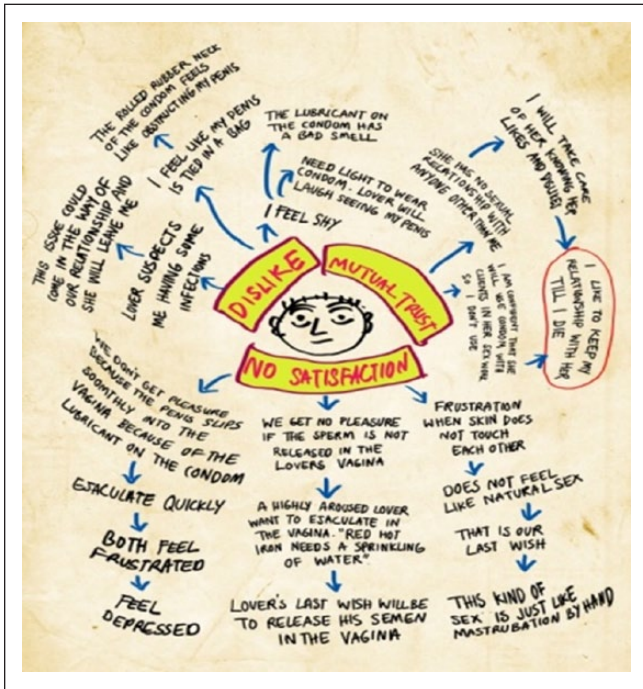 THE ROLLED RUBBER NECK
OF THE CONDOM FEELS
LIKE OBSTRUCTING MY PENIS
I FEEL LIKE MY PENIS
IS TIED IN A BAG
THE LUBRICANT ON
THE CONDOM HAS
A BAD SMELL
NEED LIGHT TO WEAR
CONDOM. LOVER WILL
LAUGH SEEING MY PENIS
I FEEL SHY
THIS ISSUE COULD
COME IN THE WAY OF
OUR RELATIONSHIP AND
SHE WILL LEAVE ME
LOVER SUSPECTS
ME HAVING SOME
INFECTIONS
DISLIKE
MUTUAL TRUST
SHE HAS NO SEXUAL
RELATIONSHIP WITH
ANYONE OTHER THAN ME
I WILL TAKE CARE
OF HER KNOWING HER
LIKES AND
I AM CONFIDENT THAT SHE
WILL USE CONDOM WITH
CLIENTS IN HER SEX WORK
SO I DON'T USE
I LIKE TO KEEP MY
RELATIONSHIP WITH HER
TILL I DIE
NO SATISFACTION
WE DON'T GET PLEASURE
BECAUSE THE PENIS SLIPS
SOOMTHLY INTO THE
VAGINA BECAUSE OF THE
LUBRICANT ON THE CONDOM
EJACULATE QUICKLY
BOTH FEEL
FRUSTRATED
FEEL
DEPRESSED
WE GET NO PLEASURE
IF THE SPERM IS NOT
RELEASED IN THE
LOVERS VAGINA
A HIGHLY AROUSED LOVER
WANT TO EJACULATE IN
THE VAGINA. "RED HOT
IRON NEEDS A SPRINKLING
OF WATER".
LOVER'S LAST WISH WILL BE
TO RELEASE HIS SEMEN
IN THE VAGINA
FRUSTRATION
WHEN SKIN DOES
NOT TOUCH
EACH OTHER
DOES NOT FEEL
LIKE NATURAL SEX
THAT IS OUR
LAST WISH
THIS KIND OF
SEX IS JUST LIKE
MASTRUBATION BY HAND